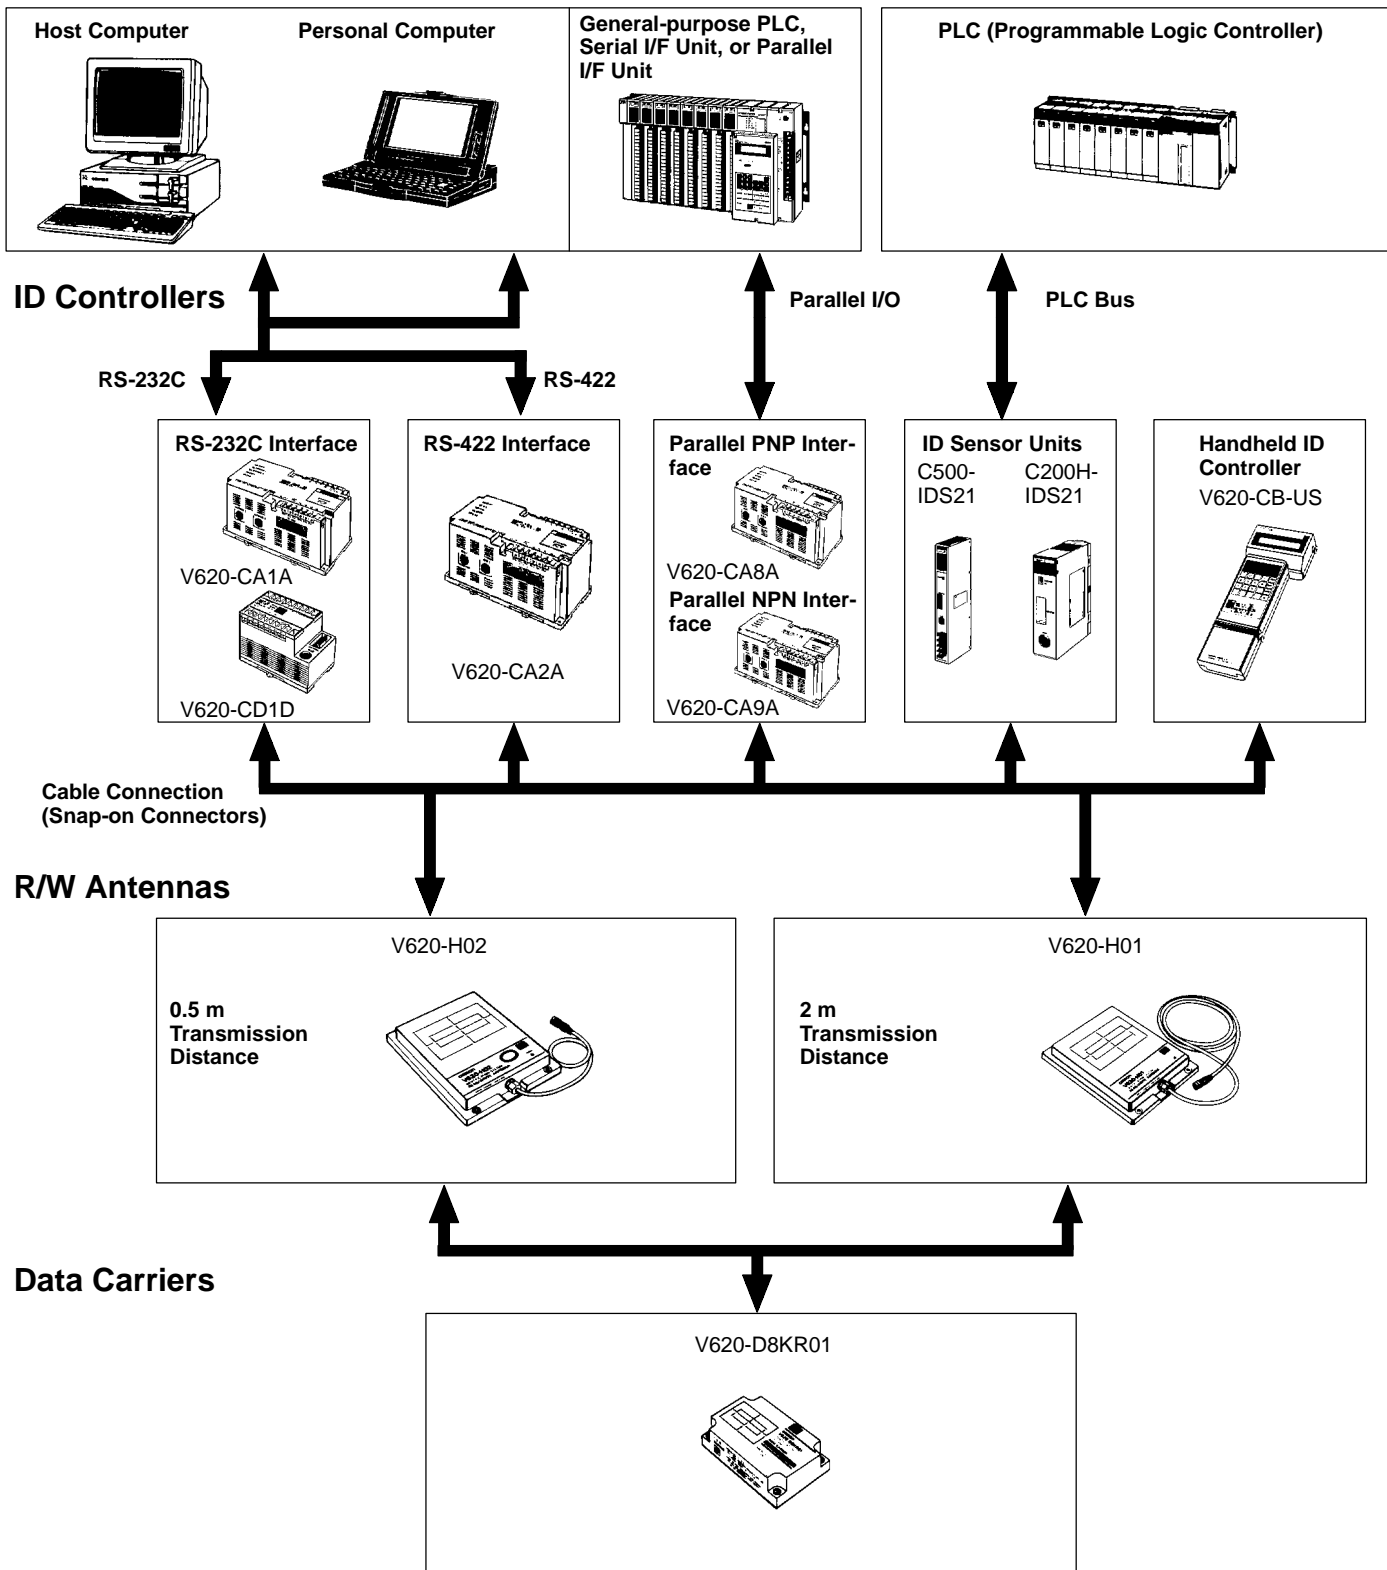 Host Computer
Personal Computer
General-purpose PLC,
Serial I/F Unit, or Parallel
I/F Unit
PLC (Programmable Logic Controller)
ID Controllers
Parallel I/O
PLC Bus
RS-232C
RS-422
RS-232C Interface
V620-CA1A
V620-CD1D
RS-422 Interface
V620-CA2A
Parallel PNP Inter-
face
V620-CA8A
Parallel NPN Inter-
face
V620-CA9A
ID Sensor Units
C500-
IDS21
C200H-
IDS21
Handheld ID
Controller
V620-CB-US
Cable Connection
(Snap-on Connectors)
R/W Antennas
V620-H02
0.5 m
Transmission
Distance
V620-H01
2 m
Transmission
Distance
Data Carriers
V620-D8KR01